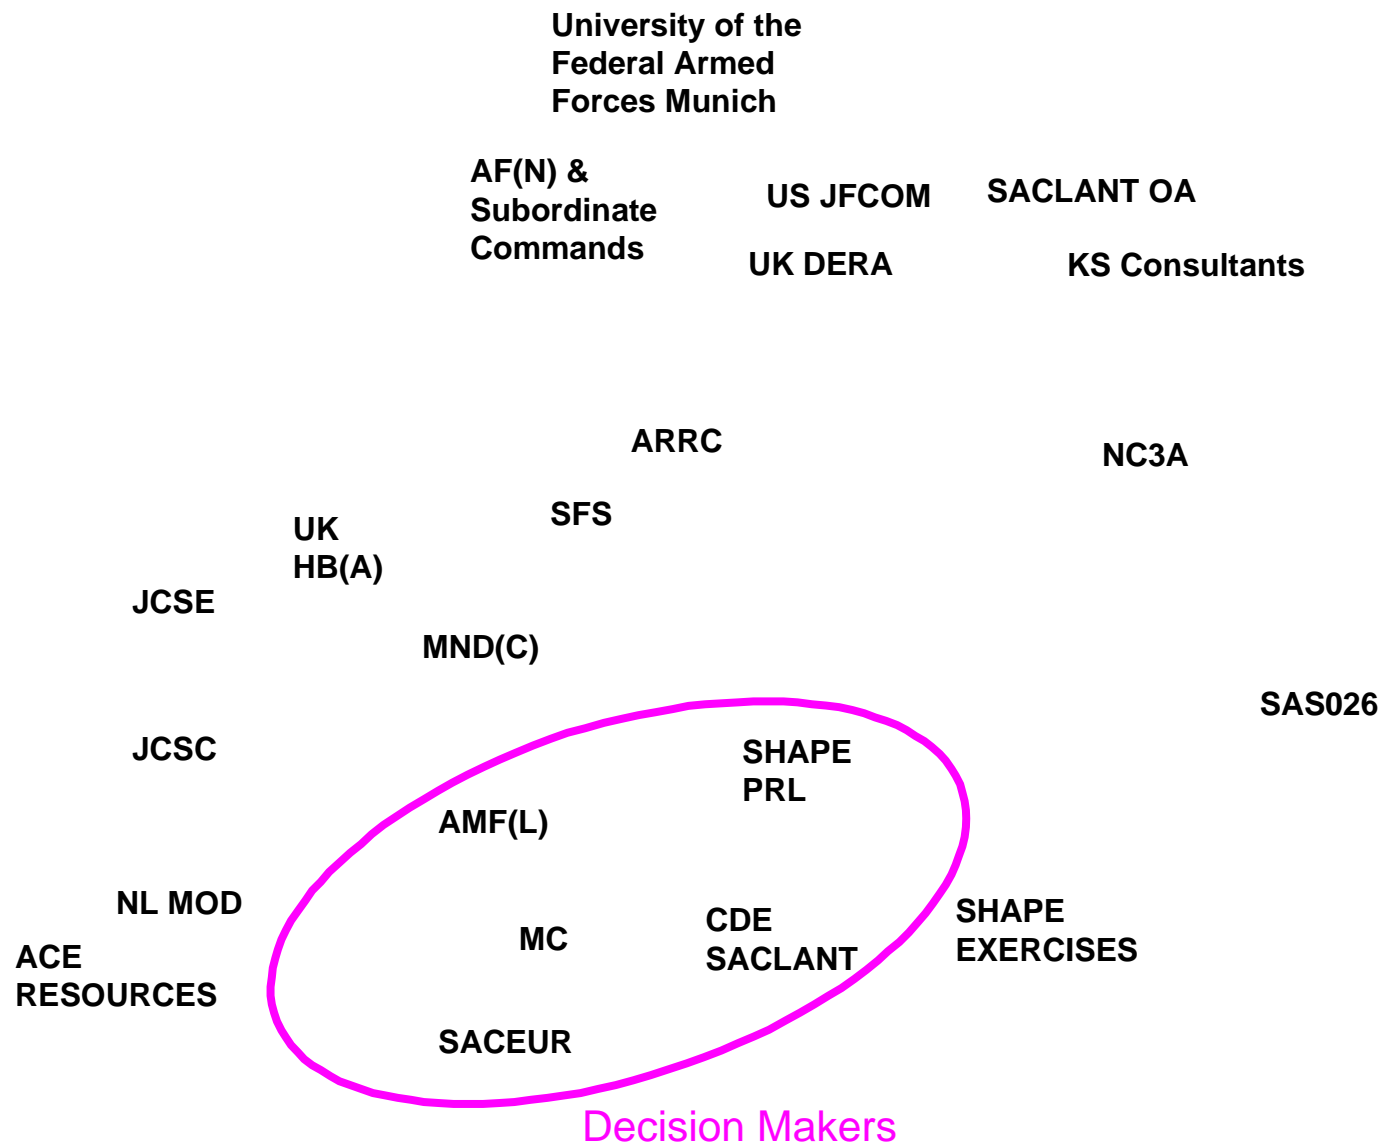 University of the
Federal Armed
Forces Munich
AF(N) &
Subordinate
Commands
US JFCOM
SACLANT OA
UK DERA
KS Consultants
ARRC
NC3A
SFS
UK
HB(A)
JCSE
MND(C)
SAS026
JCSC
SHAPE
PRL
AMF(L)
NL MOD
MC
CDE
SACLANT
SHAPE
EXERCISES
ACE
RESOURCES
SACEUR
Decision Makers